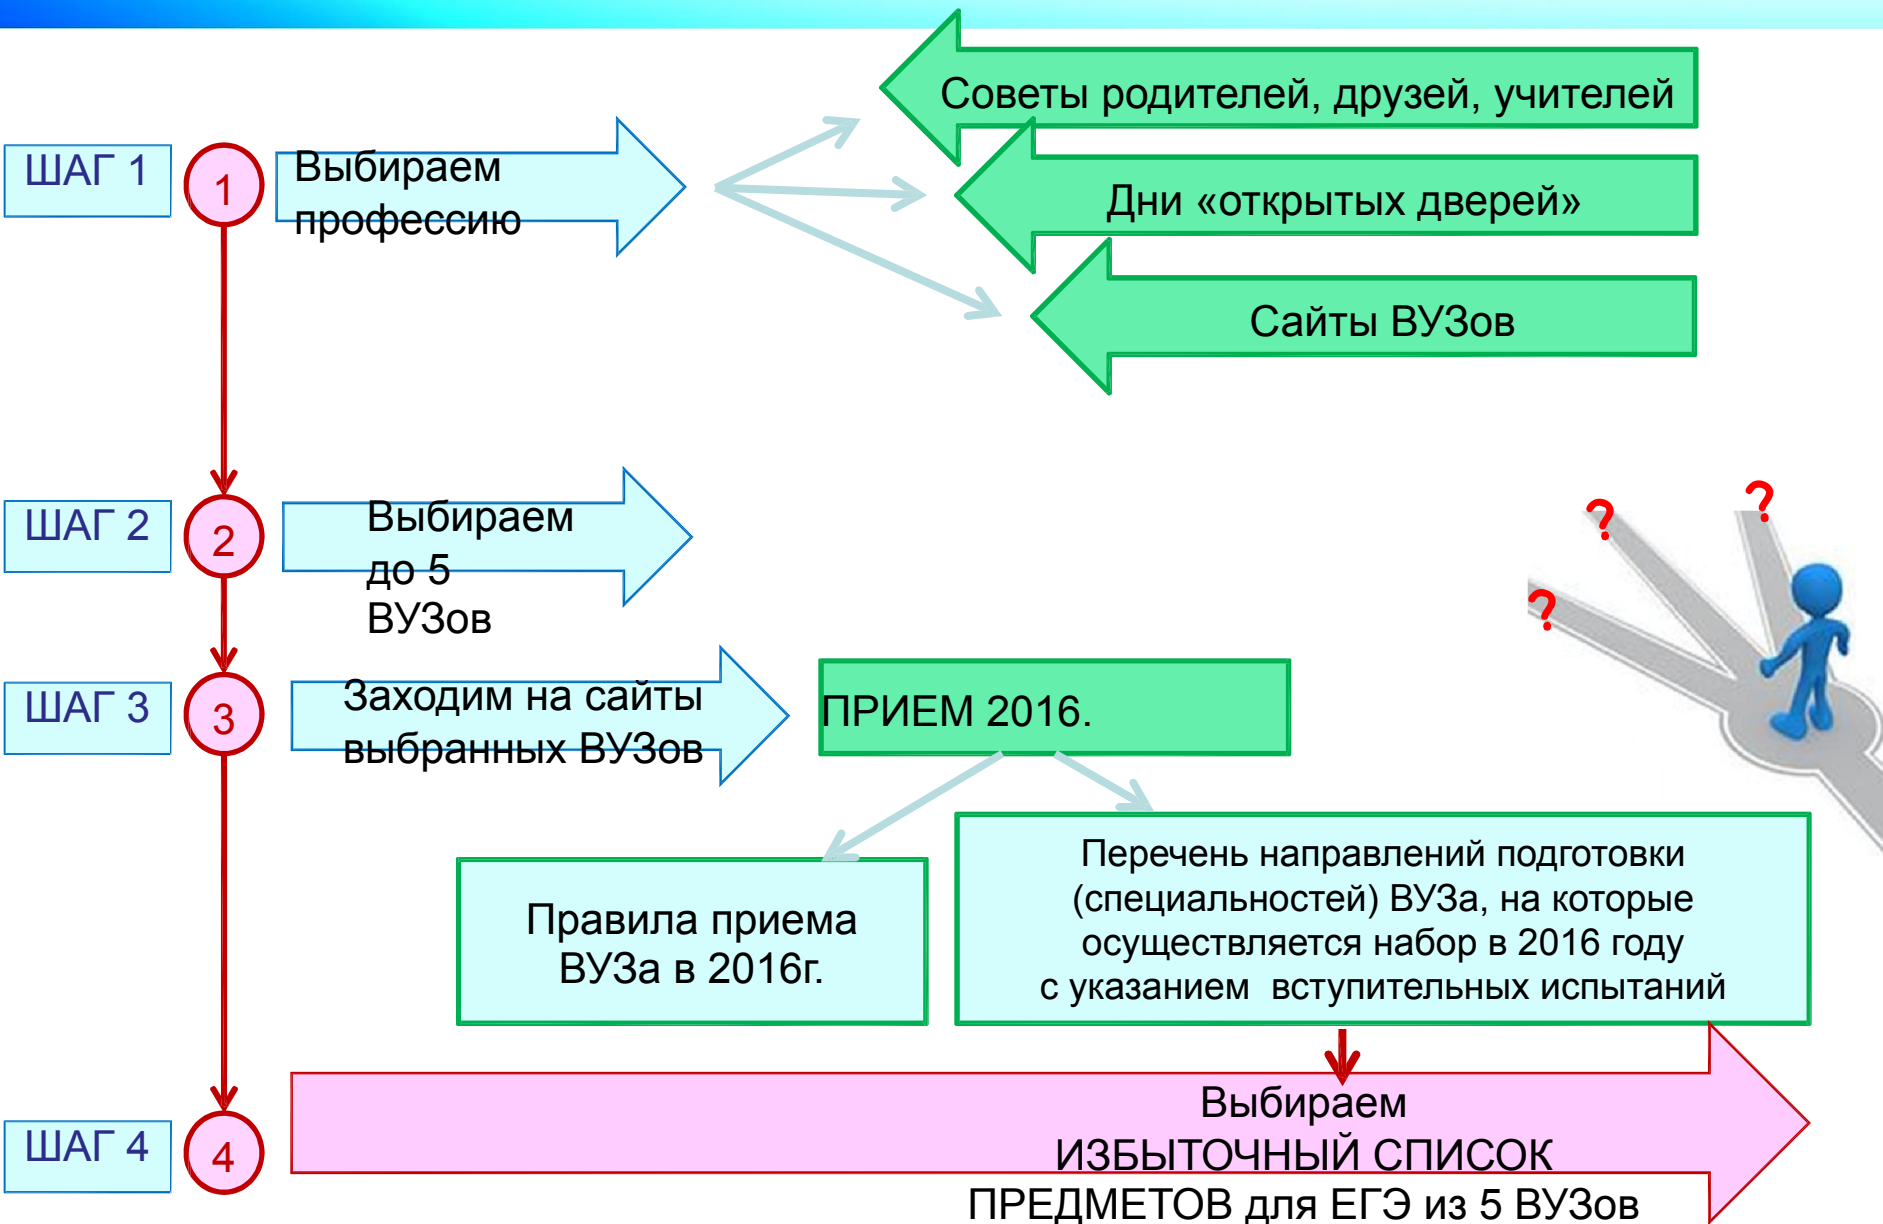 Советы родителей, друзей, учителей
ШАГ 1
1
Выбираем
профессию
Дни «открытых дверей»
Сайты ВУЗов
ШАГ 2
2
Выбираем
до 5
ВУЗов
?
?
?
ШАГ 3
3
Заходим на сайты
выбранных ВУЗов
ПРИЕМ 2016.
Правила приема
ВУЗа в 2016г.
Перечень направлений подготовки
(специальностей) ВУЗа, на которые
осуществляется набор в 2016 году
с указанием вступительных испытаний
ШАГ 4
4
Выбираем
ИЗБЫТОЧНЫЙ СПИСОК
ПРЕДМЕТОВ для ЕГЭ из 5 ВУЗов